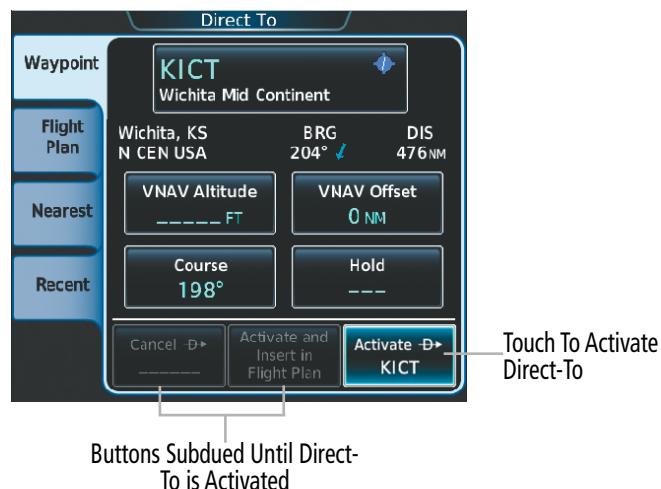 Direct To
Waypoint
KICT
Wichita Mid Continent
Flight
Plan
Wichita, KS
N CEN USA
BRG
204°
DIS
476NM
Nearest
VNAV Altitude
_____ FT
VNAV Offset
0 NM
Recent
Course
198°
Hold
___
Cancel D
______
Activate and
Insert in
Flight Plan
Activate D
KICT
Touch To Activate
Direct-To
Buttons Subdued Until Direct-
To is Activated